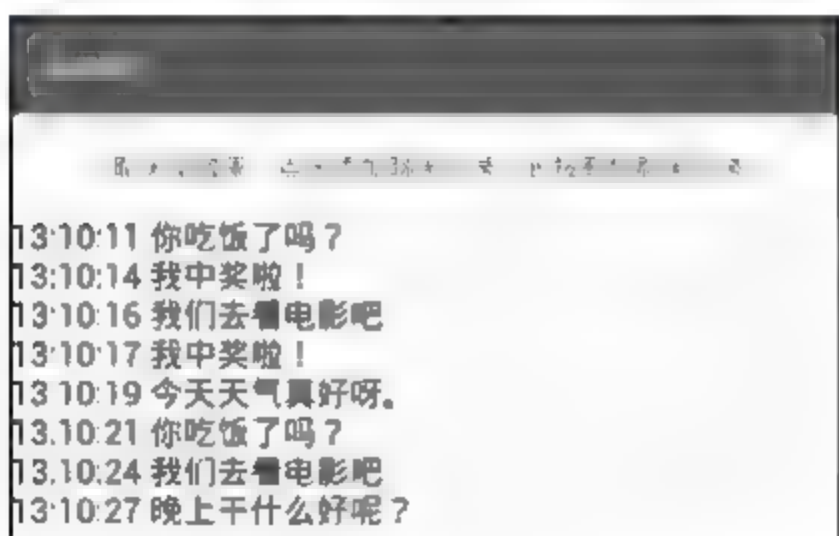 13:10:11 你吃饭了吗？
13:10:14 我中奖啦！
13:10:16 我们去看电影吧
13:10:17 我中奖啦！
13:10:19 今天天气真好呀。
13:10:21 你吃饭了吗？
13:10:24 我们去看电影吧
13:10:27 晚上干什么好呢？